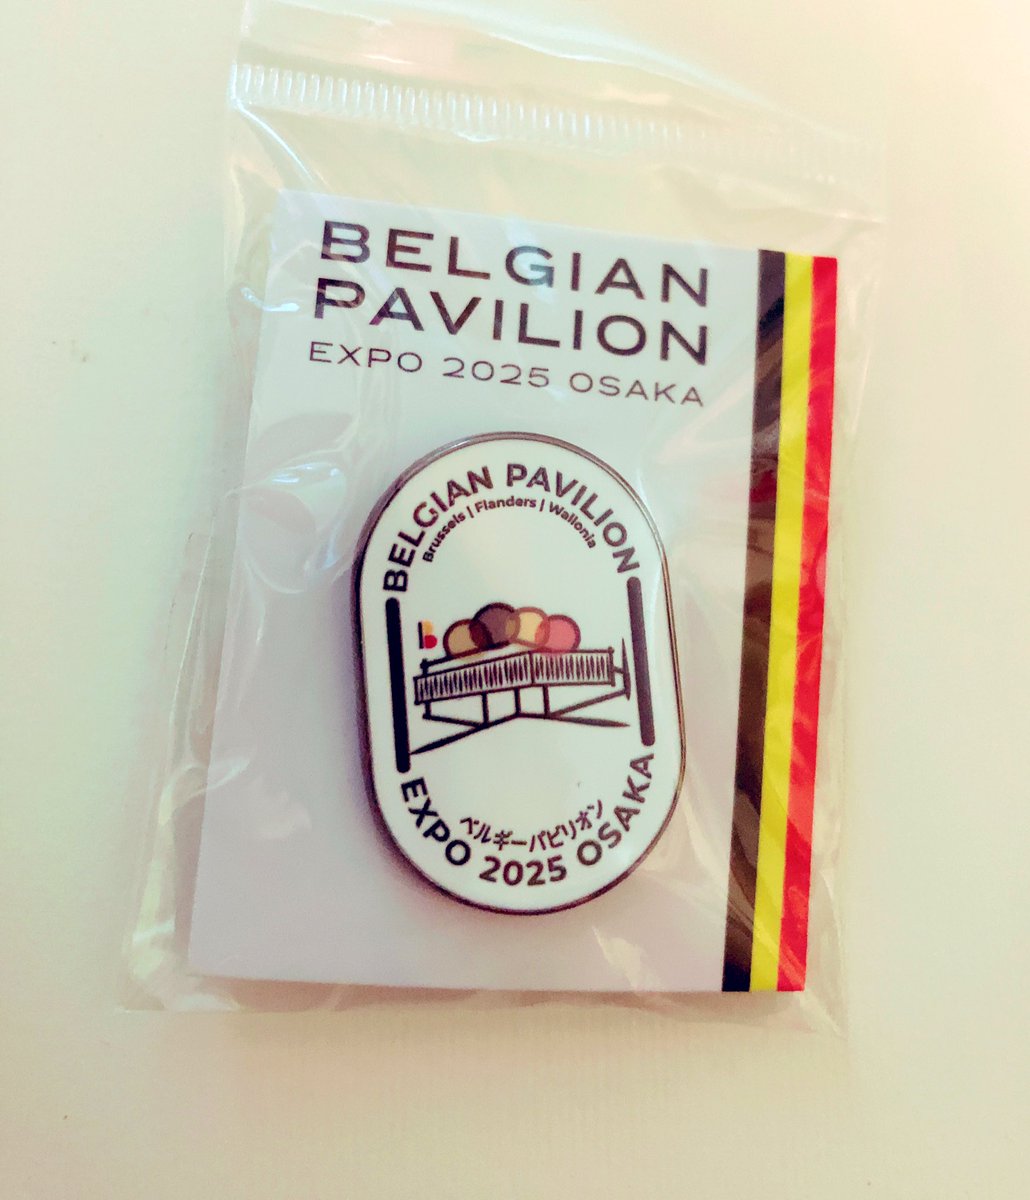 BELGIAN
PAVILION
EXPO 2025 OSAKA
BELGIAN PAVILION
Brussels | Flanders | Wallonia
B
ベルギーパビリオン
EXPO 2025 OSAKA